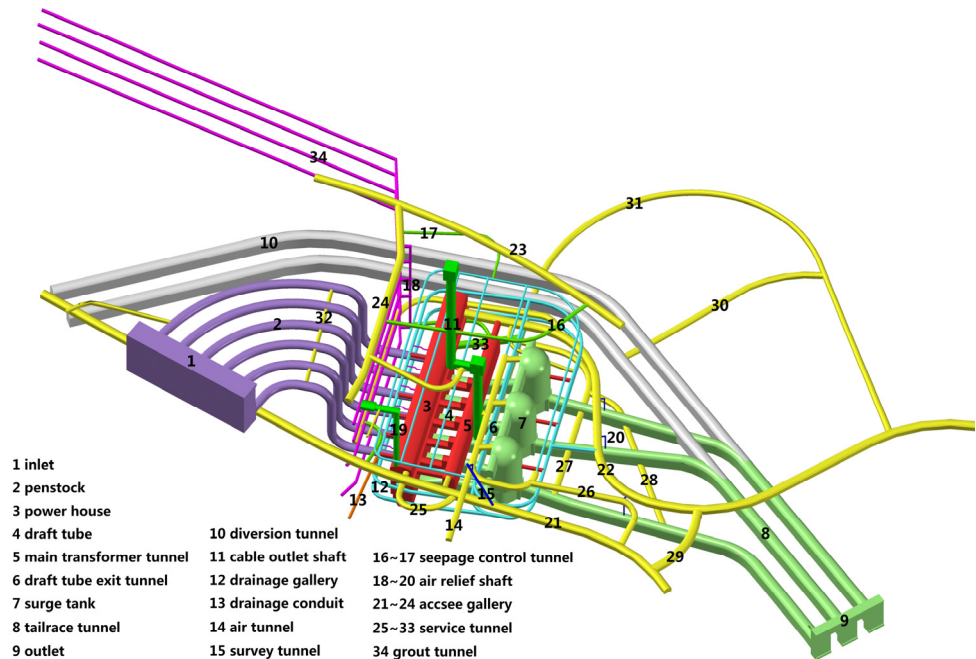 34
31
17
23
10
18
30
24
11
16
2
32
33
1
3
4
5
6
7
19
20
27
22
28
12
15
26
13
25
21
14
8
29
9
1 inlet
2 penstock
3 power house
4 draft tube
5 main transformer tunnel
6 draft tube exit tunnel
7 surge tank
8 tailrace tunnel
9 outlet
10 diversion tunnel
11 cable outlet shaft
12 drainage gallery
13 drainage conduit
14 air tunnel
15 survey tunnel
16~17 seepage control tunnel
18~20 air relief shaft
21~24 accsee gallery
25~33 service tunnel
34 grout tunnel